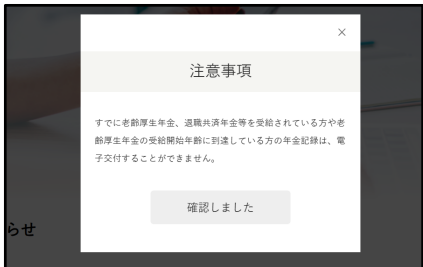 ×
注意事項
すでに老齢厚生年金、退職共済年金等を受給されている方や老
齢厚生年金の受給開始年齢に到達している方の年金記録は、電
子交付することができません。
確認しました
らせ